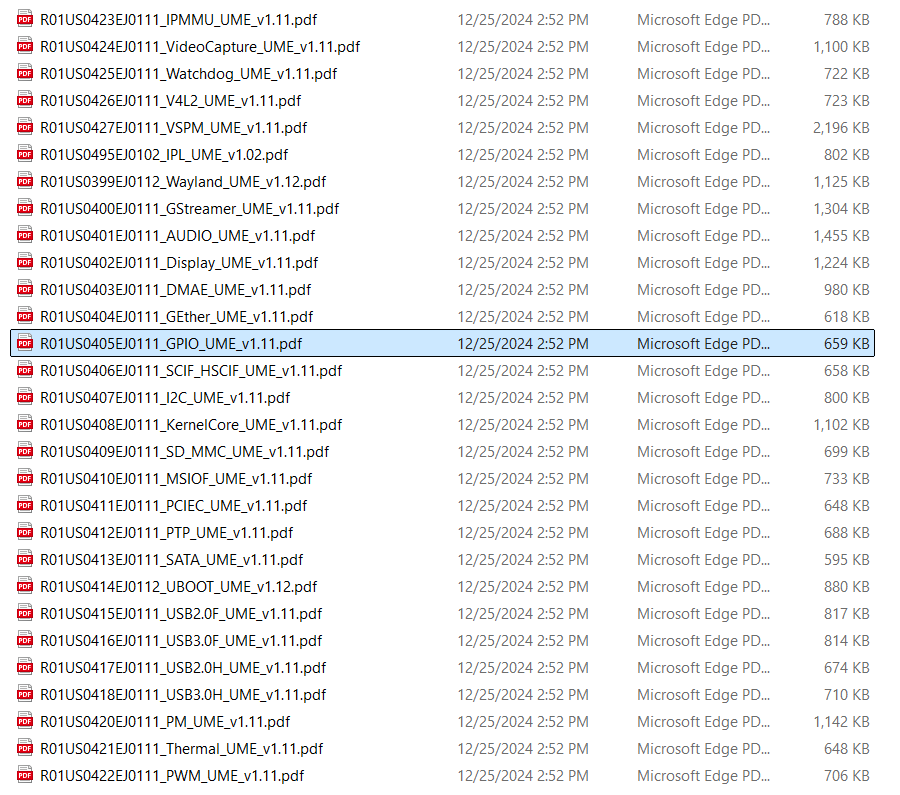 R01US0423EJ0111_IPMMU_UME_v1.11.pdf 12/25/2024 2:52 PM Microsoft Edge PD... 788 KB
R01US0424EJ0111_VideoCapture_UME_v1.11.pdf 12/25/2024 2:52 PM Microsoft Edge PD... 1,100 KB
R01US0425EJ0111_Watchdog_UME_v1.11.pdf 12/25/2024 2:52 PM Microsoft Edge PD... 722 KB
R01US0426EJ0111_V4L2_UME_v1.11.pdf 12/25/2024 2:52 PM Microsoft Edge PD... 723 KB
R01US0427EJ0111_VSPM_UME_v1.11.pdf 12/25/2024 2:52 PM Microsoft Edge PD... 2,196 KB
R01US0495EJ0102_IPL_UME_v1.02.pdf 12/25/2024 2:52 PM Microsoft Edge PD... 802 KB
R01US0399EJ0112_Wayland_UME_v1.12.pdf 12/25/2024 2:52 PM Microsoft Edge PD... 1,125 KB
R01US0400EJ0111_GStreamer_UME_v1.11.pdf 12/25/2024 2:52 PM Microsoft Edge PD... 1,304 KB
R01US0401EJ0111_AUDIO_UME_v1.11.pdf 12/25/2024 2:52 PM Microsoft Edge PD... 1,455 KB
R01US0402EJ0111_Display_UME_v1.11.pdf 12/25/2024 2:52 PM Microsoft Edge PD... 1,224 KB
R01US0403EJ0111_DMAE_UME_v1.11.pdf 12/25/2024 2:52 PM Microsoft Edge PD... 980 KB
R01US0404EJ0111_GEther_UME_v1.11.pdf 12/25/2024 2:52 PM Microsoft Edge PD... 618 KB
R01US0405EJ0111_GPIO_UME_v1.11.pdf 12/25/2024 2:52 PM Microsoft Edge PD... 659 KB
R01US0406EJ0111_SCIF_HSCIF_UME_v1.11.pdf 12/25/2024 2:52 PM Microsoft Edge PD... 658 KB
R01US0407EJ0111_I2C_UME_v1.11.pdf 12/25/2024 2:52 PM Microsoft Edge PD... 800 KB
R01US0408EJ0111_KernelCore_UME_v1.11.pdf 12/25/2024 2:52 PM Microsoft Edge PD... 1,102 KB
R01US0409EJ0111_SD_MMC_UME_v1.11.pdf 12/25/2024 2:52 PM Microsoft Edge PD... 699 KB
R01US0410EJ0111_MSIOF_UME_v1.11.pdf 12/25/2024 2:52 PM Microsoft Edge PD... 733 KB
R01US0411EJ0111_PCIEC_UME_v1.11.pdf 12/25/2024 2:52 PM Microsoft Edge PD... 648 KB
R01US0412EJ0111_PTP_UME_v1.11.pdf 12/25/2024 2:52 PM Microsoft Edge PD... 688 KB
R01US0413EJ0111_SATA_UME_v1.11.pdf 12/25/2024 2:52 PM Microsoft Edge PD... 595 KB
R01US0414EJ0112_UBOOT_UME_v1.12.pdf 12/25/2024 2:52 PM Microsoft Edge PD... 880 KB
R01US0415EJ0111_USB2.0F_UME_v1.11.pdf 12/25/2024 2:52 PM Microsoft Edge PD... 817 KB
R01US0416EJ0111_USB3.0F_UME_v1.11.pdf 12/25/2024 2:52 PM Microsoft Edge PD... 814 KB
R01US0417EJ0111_USB2.0H_UME_v1.11.pdf 12/25/2024 2:52 PM Microsoft Edge PD... 674 KB
R01US0418EJ0111_USB3.0H_UME_v1.11.pdf 12/25/2024 2:52 PM Microsoft Edge PD... 710 KB
R01US0420EJ0111_PM_UME_v1.11.pdf 12/25/2024 2:52 PM Microsoft Edge PD... 1,142 KB
R01US0421EJ0111_Thermal_UME_v1.11.pdf 12/25/2024 2:52 PM Microsoft Edge PD... 648 KB
R01US0422EJ0111_PWM_UME_v1.11.pdf 12/25/2024 2:52 PM Microsoft Edge PD... 706 KB